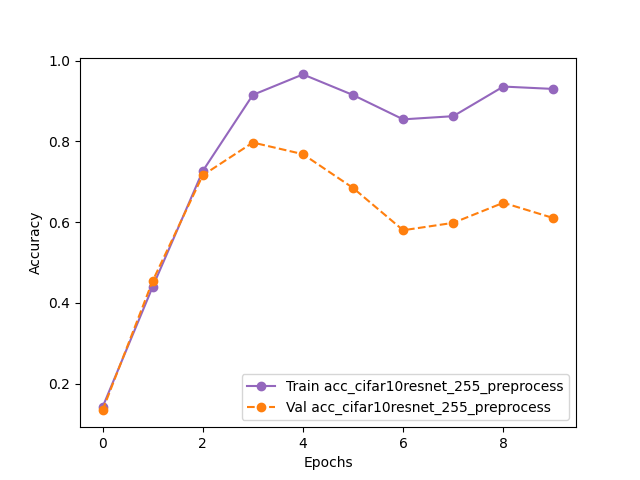 1.0
0.8
0.6
0.4
0.2
Accuracy
0 2 4 6 8
Epochs
Train acc_cifar10resnet_255_preprocess
Val acc_cifar10resnet_255_preprocess